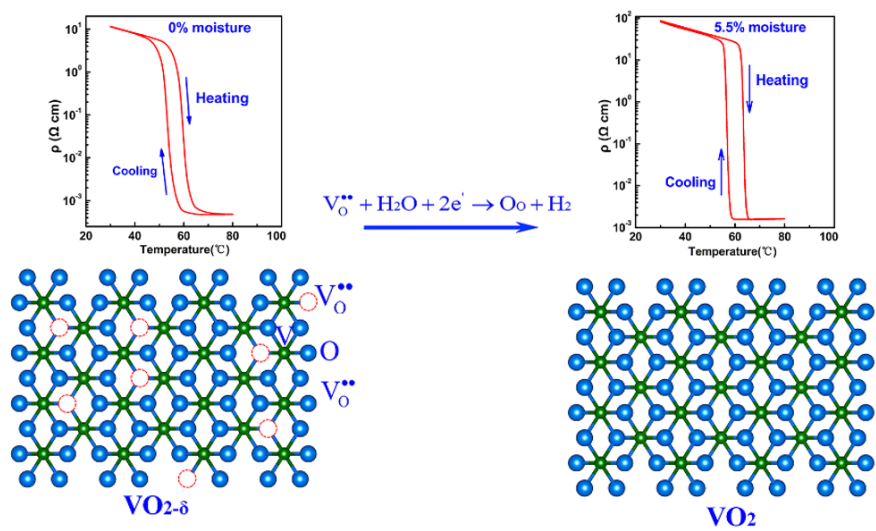 10¹
10⁰
10⁻¹
10⁻²
10⁻³
ρ (Ω cm)
0% moisture
Heating
Cooling
20 40 60 80 100
Temperature(℃)
10²
10¹
10⁰
10⁻¹
10⁻²
10⁻³
ρ (Ω cm)
5.5% moisture
Heating
Cooling
20 40 60 80 100
Temperature(℃)
V_O^•• + H2O + 2e' → Oo + H2
V_O^••
V
O
V_O^••
VO2-δ
VO2